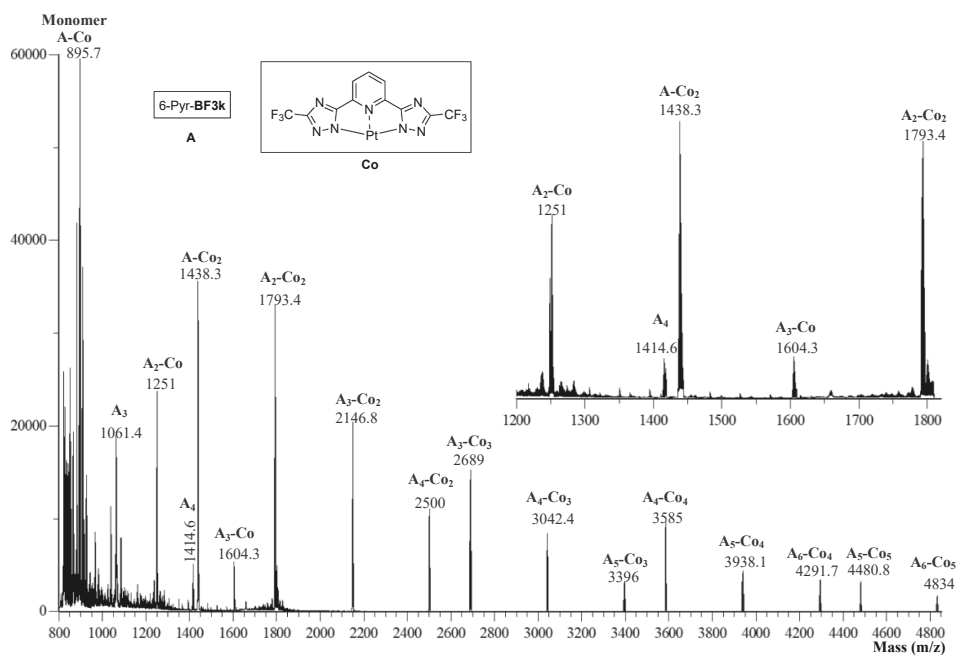 Monomer
A-Co
895.7
60000
40000
20000
0
6-Pyr-BF3k
A
F₃C
N
N
N
N
N
N
N
CF₃
Pt
Co
A₃
1061.4
A₂-Co
1251
A₄
1414.6
A-Co₂
1438.3
A₃-Co
1604.3
A₂-Co₂
1793.4
A₃-Co₂
2146.8
A₄-Co₂
2500
A₃-Co₃
2689
A₄-Co₃
3042.4
A₅-Co₃
3396
A₄-Co₄
3585
A₅-Co₄
3938.1
A₆-Co₄
4291.7
A₅-Co₅
4480.8
A₆-Co₅
4834
800 1000 1200 1400 1600 1800 2000 2200 2400 2600 2800 3000 3200 3400 3600 3800 4000 4200 4400 4600 4800
Mass (m/z)
A₂-Co
1251
A₄
1414.6
A-Co₂
1438.3
A₃-Co
1604.3
A₂-Co₂
1793.4
1200 1300 1400 1500 1600 1700 1800